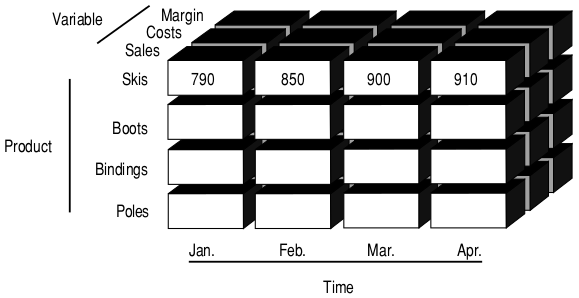 Variable
Margin
Costs
Sales
Skis 790 850 900 910
Boots
Product
Bindings
Poles
Jan. Feb. Mar. Apr.
Time